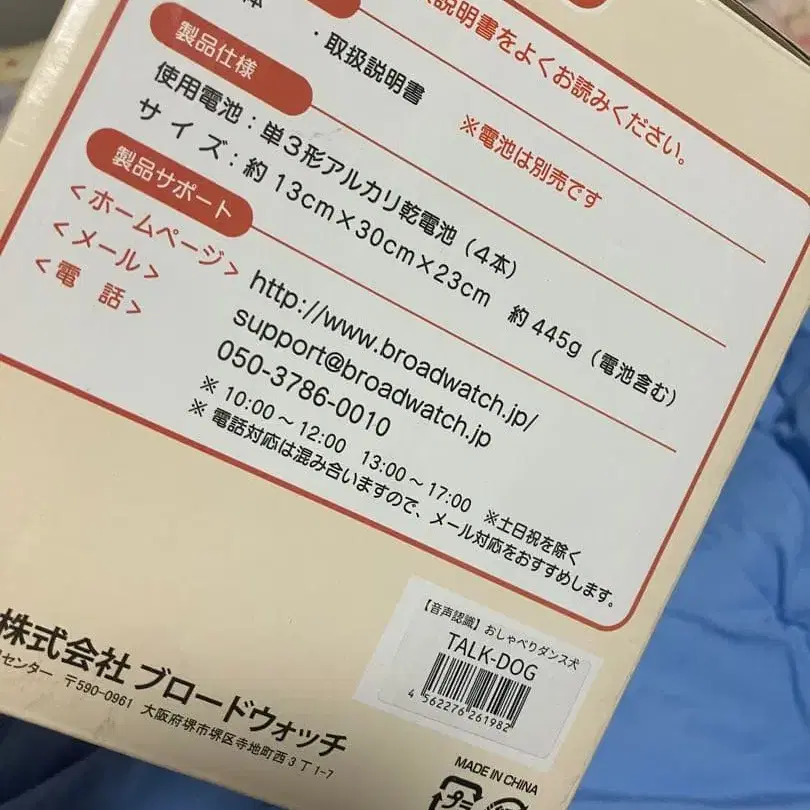 説明書をよくお読みください。
体
・取扱説明書
※電池は別売です
製品仕様
使用電池：単３形アルカリ乾電池（４本）
サイズ：約 13cm×30cm×23cm 約 445g（電池含む）
製品サポート
＜ホームページ＞ http://www.broadwatch.jp/
＜メール＞ support@broadwatch.jp
＜電 話＞ 050-3786-0010
※ 10:00～12:00 13:00～17:00 ※土日祝を除く
※ 電話対応は混み合いますので、メール対応をおすすめします。
株式会社 ブロードウォッチ
センター 〒590-0961 大阪府堺市堺区寺地町西３丁1-7
【音声認識】おしゃべりダンス犬
TALK-DOG
4 562276 261982
MADE IN CHINA
プラ